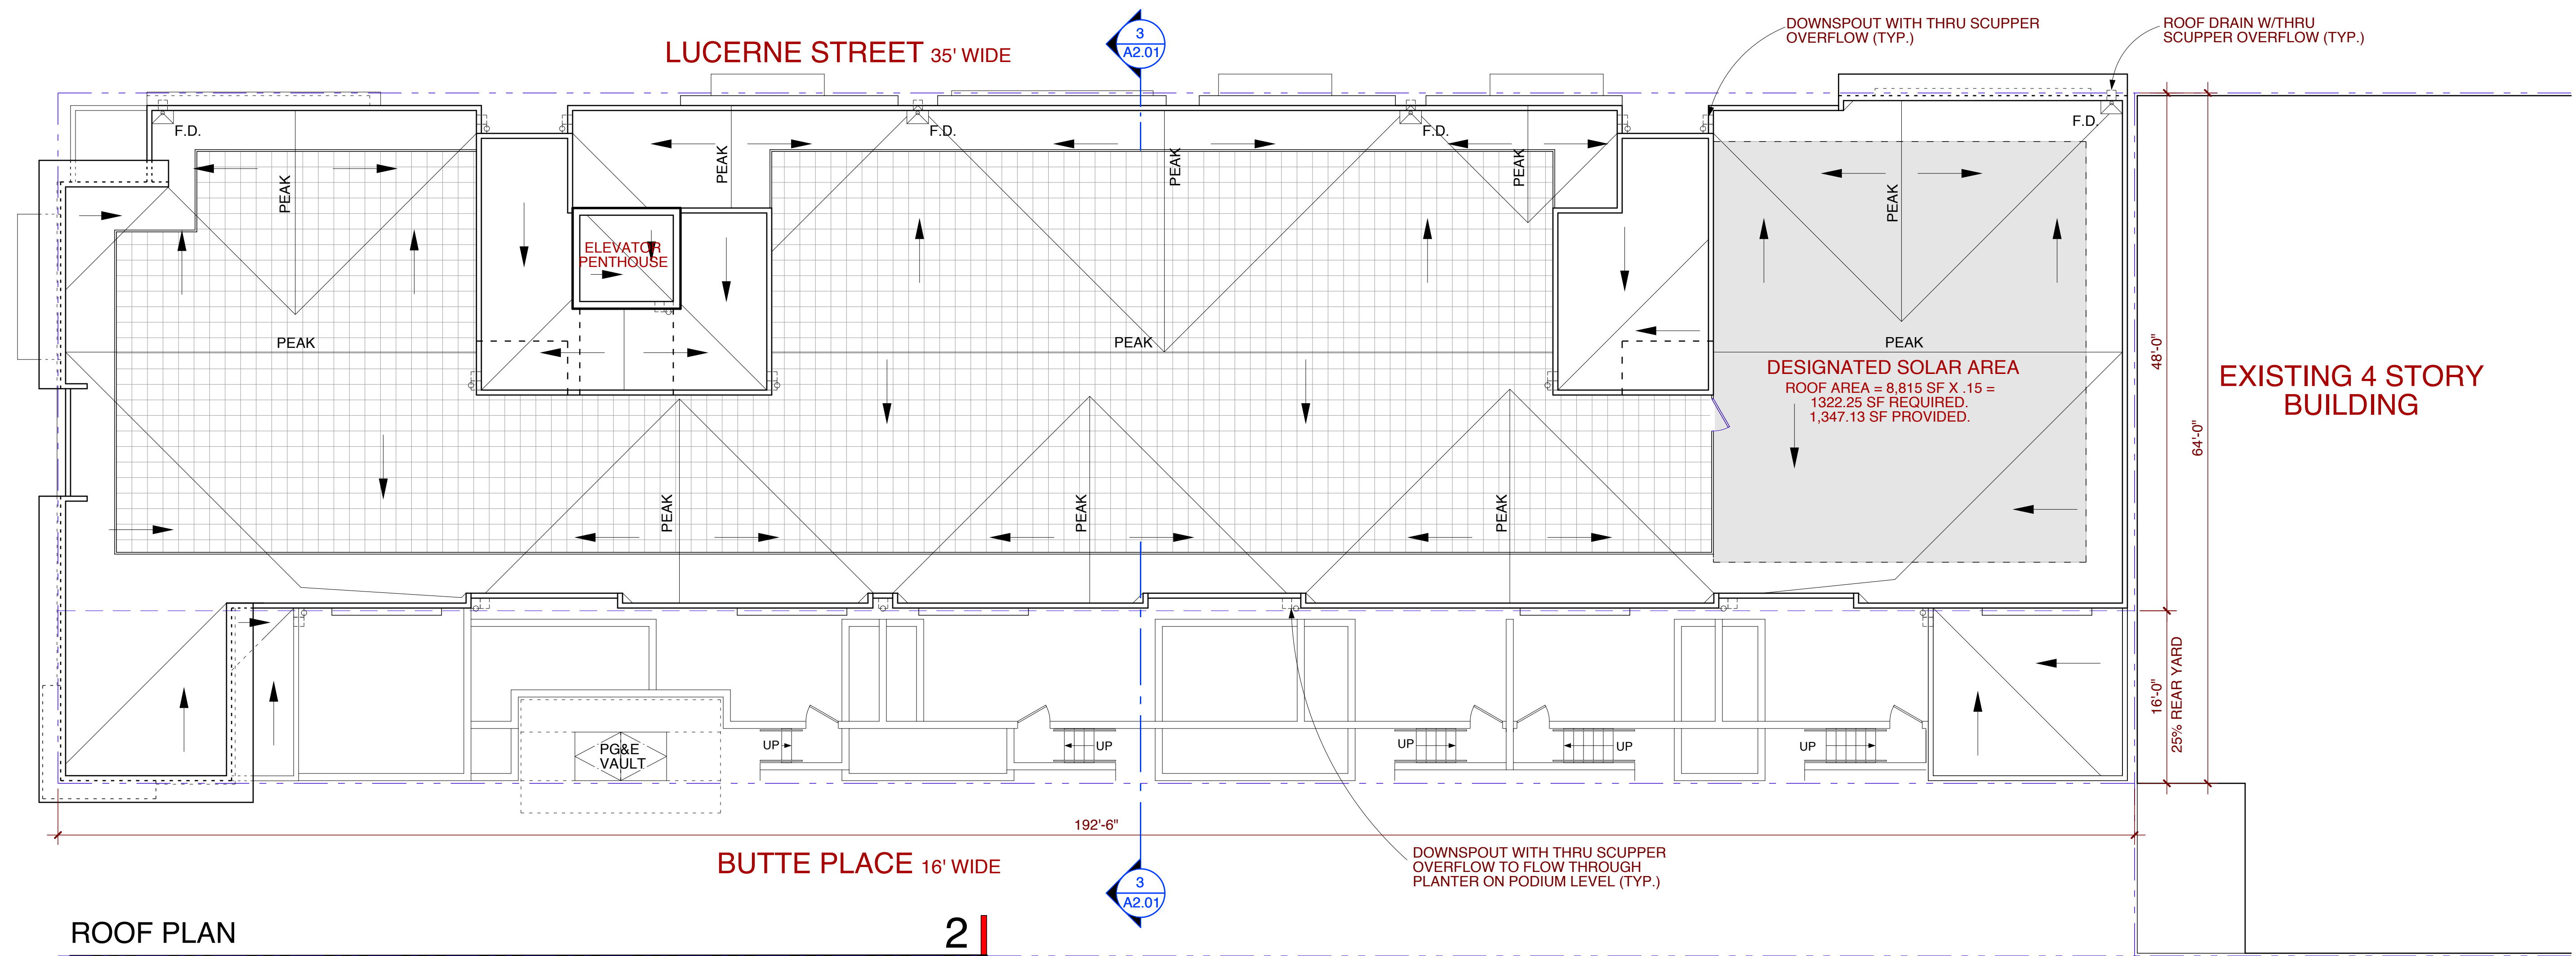 3
A2.01
LUCERNE STREET 35' WIDE
DOWNSPOUT WITH THRU SCUPPER
OVERFLOW (TYP.)
ROOF DRAIN W/THRU
SCUPPER OVERFLOW (TYP.)
F.D.
F.D.
F.D.
F.D.
PEAK
PEAK
PEAK
PEAK
PEAK
ELEVATOR
PENTHOUSE
PEAK
PEAK
PEAK
DESIGNATED SOLAR AREA
ROOF AREA = 8,815 SF X .15 =
1322.25 SF REQUIRED.
1,347.13 SF PROVIDED.
48'-0"
64'-0"
EXISTING 4 STORY
BUILDING
PEAK
PEAK
PEAK
16'-0"
25% REAR YARD
PG&E
VAULT
UP
UP
UP
UP
UP
192'-6"
BUTTE PLACE 16' WIDE
DOWNSPOUT WITH THRU SCUPPER
OVERFLOW TO FLOW THROUGH
PLANTER ON PODIUM LEVEL (TYP.)
3
A2.01
ROOF PLAN
2